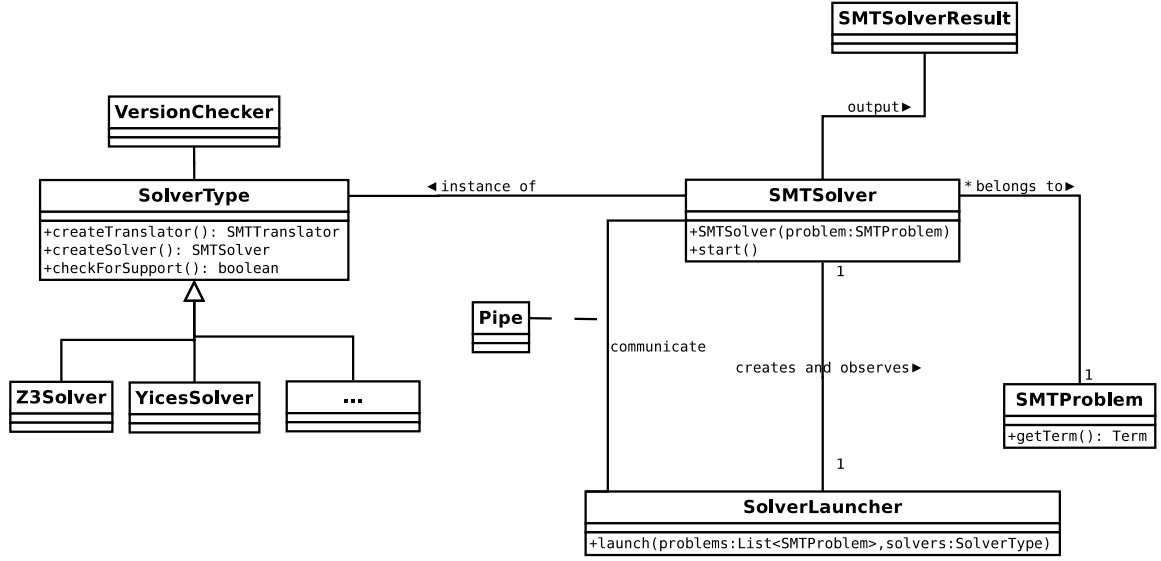 SMTSolverResult
output►
VersionChecker
SolverType
+createTranslator(): SMTTranslator
+createSolver(): SMTSolver
+checkForSupport(): boolean
◄instance of
SMTSolver
+SMTSolver(problem:SMTProblem)
+start()
* belongs to►
1
Pipe
communicate
creates and observes►
Z3Solver
YicesSolver
...
1
SMTProblem
+getTerm(): Term
1
SolverLauncher
+launch(problems:List<SMTProblem>,solvers:SolverType)